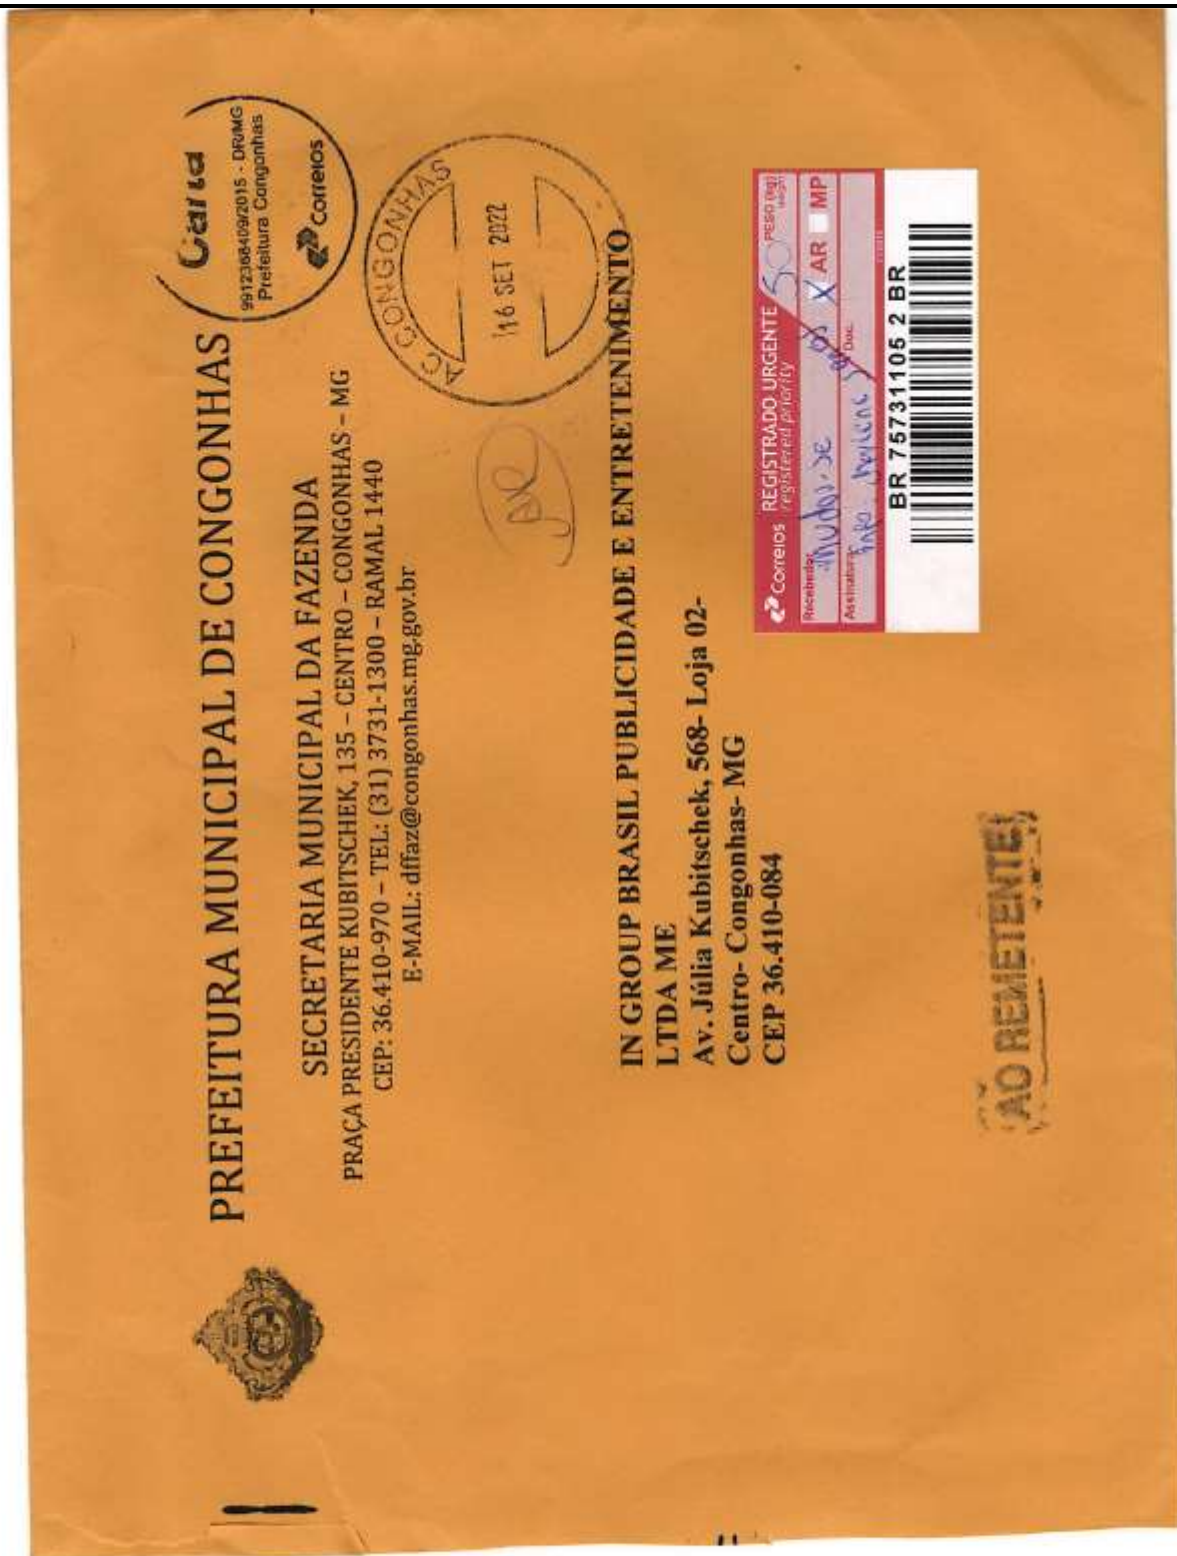 PREFEITURA MUNICIPAL DE CONGONHAS
Carta
9912368409/2015 - DR/MG
Prefeitura Congonhas
Correios
SECRETARIA MUNICIPAL DA FAZENDA
PRAÇA PRESIDENTE KUBITSCHEK, 135 – CENTRO – CONGONHAS – MG
CEP: 36.410-970 – TEL: (31) 3731-1300 – RAMAL 1440
E-MAIL: dffaz@congonhas.mg.gov.br
AC CONGONHAS
16 SET 2022
IN GROUP BRASIL PUBLICIDADE E ENTRETENIMENTO
LTDA ME
Av. Júlia Kubitschek, 568- Loja 02-
Centro- Congonhas- MG
CEP 36.410-084
Correios REGISTRADO URGENTE
registered priority
50 PESO (kg)
weight
Recebedor
Mudou-se
X AR MP
Assinatura
Doc.
BR 75731105 2 BR
AO REMETENTE